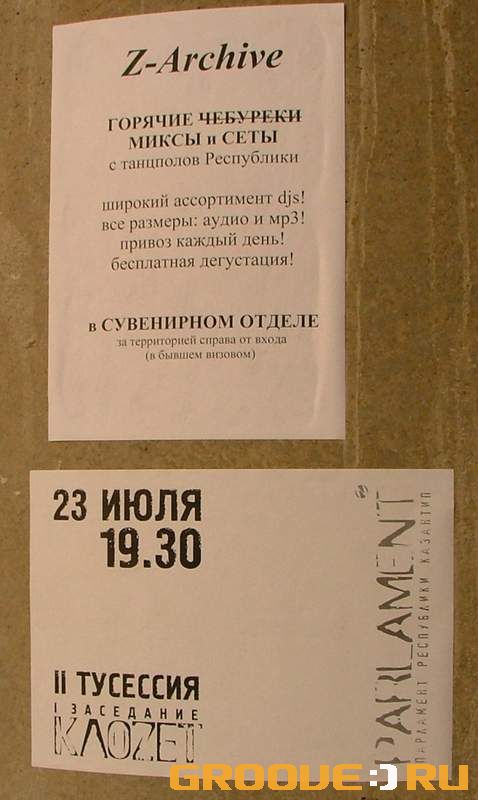 Z-Archive
ГОРЯЧИЕ ЧЕБУРЕКИ
МИКСЫ и СЕТЫ
с танцполов Республики
широкий ассортимент djs!
все размеры: аудио и мр3!
привоз каждый день!
бесплатная дегустация!
в СУВЕНИРНОМ ОТДЕЛЕ
за территорией справа от входа
(в бывшем визовом)
23 ИЮЛЯ
19.30
II ТУСЕССИЯ
I ЗАСЕДАНИЕ
КЛОZET
PARLAMENT
ПАРЛАМЕНТ РЕСПУБЛИКИ КАЗАНТИП
GROOVE.RU